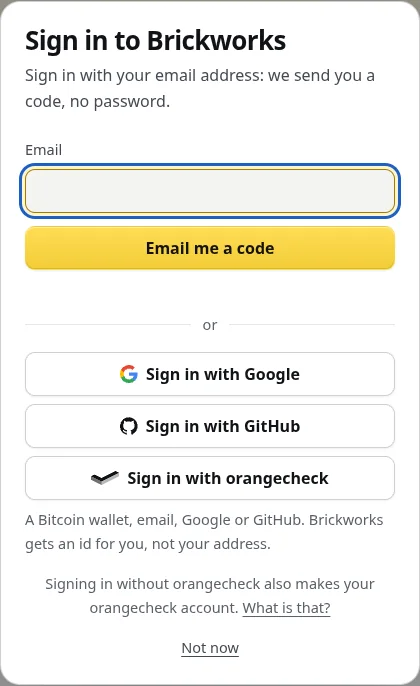 Sign in to Brickworks
Sign in with your email address: we send you a
code, no password.
Email
Email me a code
or
Sign in with Google
Sign in with GitHub
Sign in with orangecheck
A Bitcoin wallet, email, Google or GitHub. Brickworks
gets an id for you, not your address.
Signing in without orangecheck also makes your
orangecheck account. What is that?
Not now